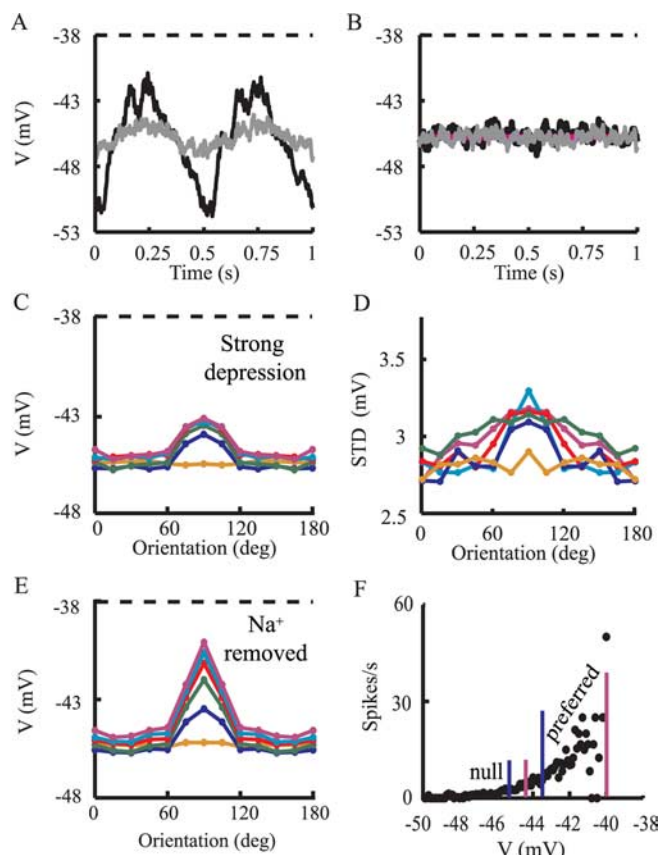 A
-38
-43
-48
-53
V (mV)
0
0.25
0.5
0.75
1
Time (s)
B
-38
-43
-48
-53
V (mV)
0
0.25
0.5
0.75
1
Time (s)
C
-38
-43
-48
V (mV)
Strong
depression
0
60
120
180
Orientation (deg)
D
3.5
3
2.5
STD (mV)
0
60
120
180
Orientation (deg)
E
-38
-43
-48
V (mV)
Na+
removed
0
60
120
180
Orientation (deg)
F
60
30
0
Spikes/s
null
preferred
-50
-48
-46
-44
-42
-40
-38
V (mV)